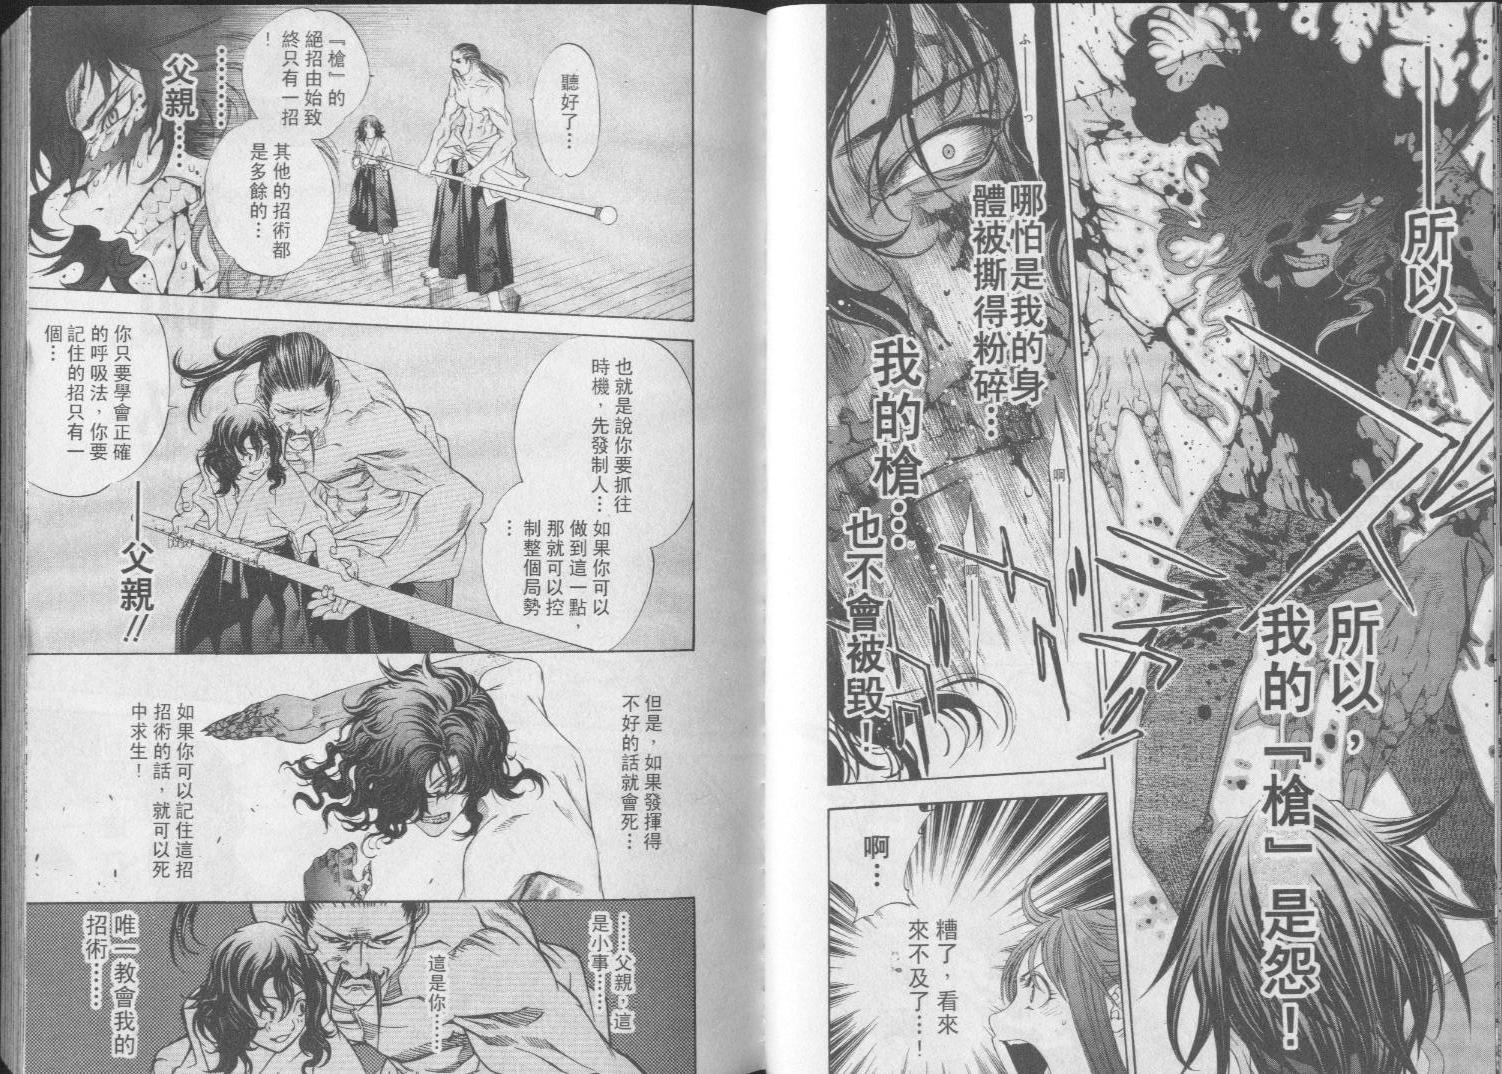 ——所以!!
所以，
我的『槍』是怨！
ふ——っ
哪怕是我的身
體被撕得粉碎…
啊
我的槍…
啊
也不會被毀！
啊…
糟了，看來
來不及了…！
聽好了…
『槍』的
絕招由始致
終只有一招
！
其他的招術都
是多餘的…
…………
父親……
也就是說你要抓往
時機，先發制人…
如果你可以
做到這一點，
那就可以控
制整個局勢
…
你只要學會正確
的呼吸法，你要
記住的招只有一
個…
——父親!!
但是，如果發揮得
不好的話就會死…
如果你可以記住這招
招術的話，就可以死
中求生！
……父親，這
是小事……
這是你……
唯一教會我的
招術……